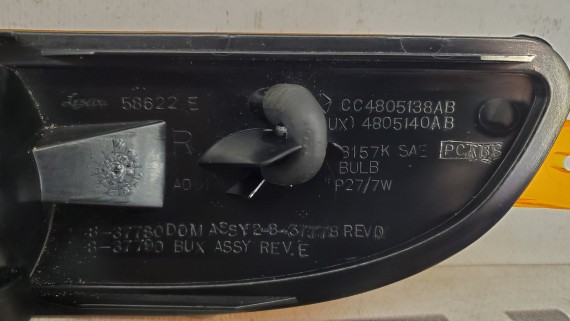 Lescoa 58622 E
CC4805138AB
UX) 4805140AB
R
3157K SAE PC
BULB
P27/7W
8-37780 DOM ASSY 2-8-37778 REV.D
8-37790 BUX ASSY REV.E